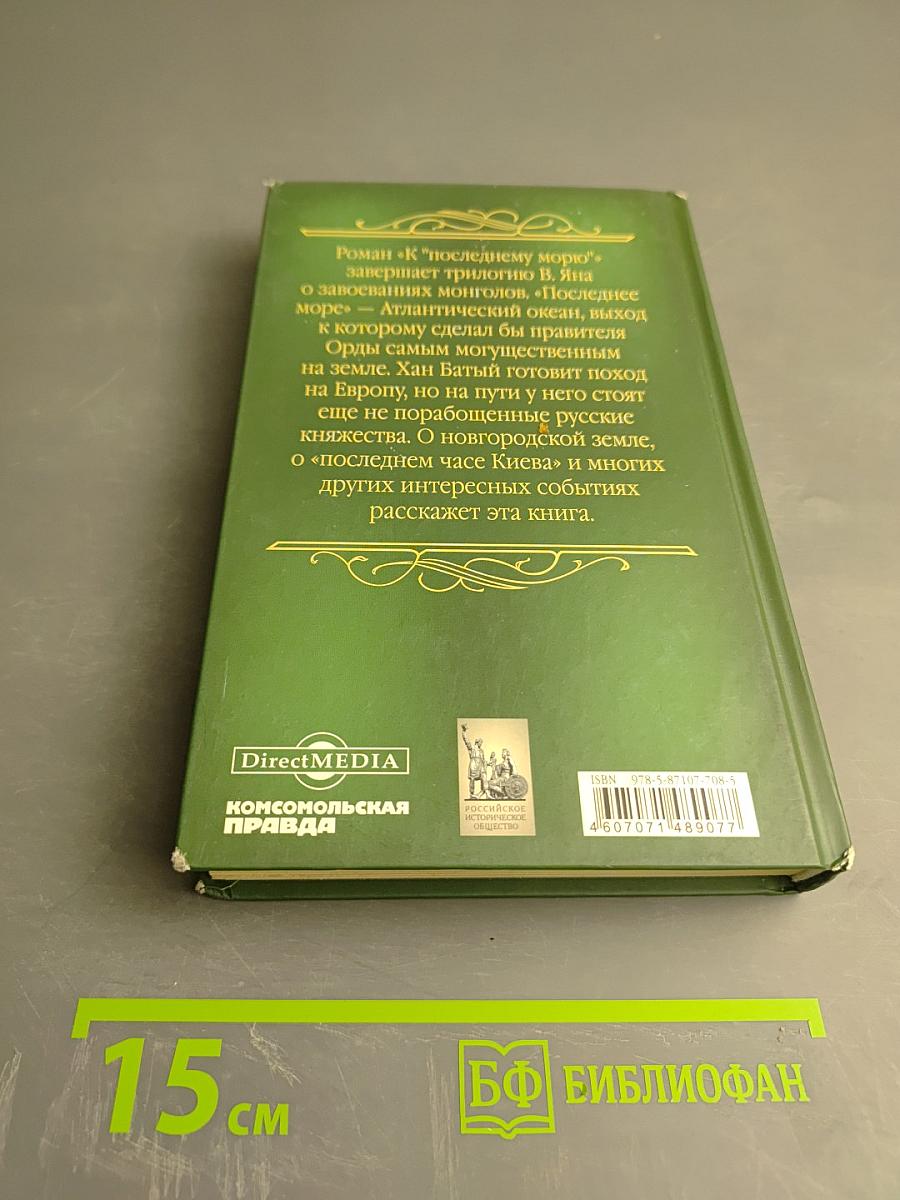 Роман «К "последнему морю"»
завершает трилогию В. Яна
о завоеваниях монголов. «Последнее
море» — Атлантический океан, выход
к которому сделал бы правителя
Орды самым могущественным
на земле. Хан Батый готовит поход
на Европу, но на пути у него стоят
еще не порабощенные русские
княжества. О новгородской земле,
о «последнем часе Киева» и многих
других интересных событиях
расскажет эта книга.
DirectMEDIA
КОМСОМОЛЬСКАЯ
ПРАВДА
РОССИЙСКОЕ
ИСТОРИЧЕСКОЕ
ОБЩЕСТВО
ISBN 978-5-87107-708-5
4 607071 489077
15 см
БФ БИБЛИОФАН